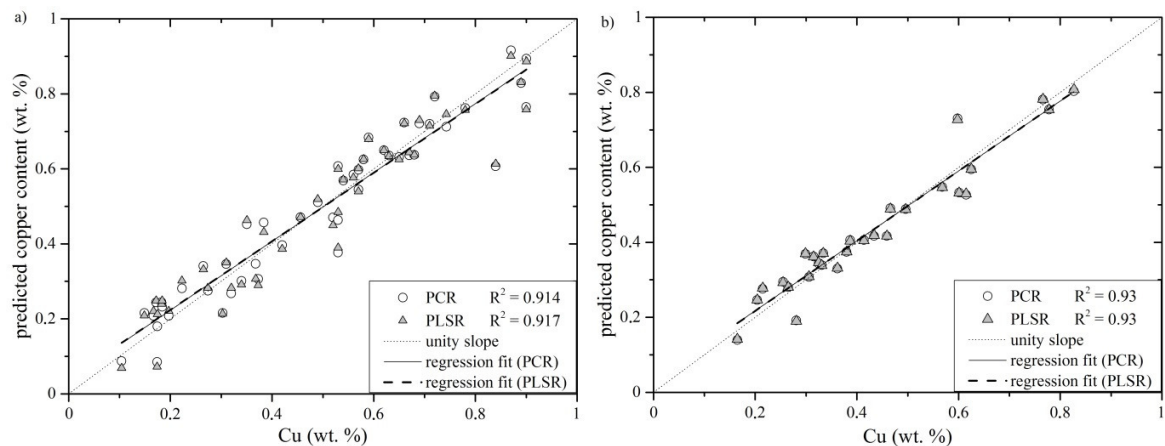 a)
predicted copper content (wt. %)
1
0.8
0.6
0.4
0.2
0
PCR R² = 0.914
PLSR R² = 0.917
unity slope
regression fit (PCR)
regression fit (PLSR)
0 0,2 0,4 0,6 0,8 1
Cu (wt. %)
b)
predicted copper content (wt. %)
1
0.8
0.6
0.4
0.2
0
PCR R² = 0.93
PLSR R² = 0.93
unity slope
regression fit (PCR)
regression fit (PLSR)
0 0,2 0,4 0,6 0,8 1
Cu (wt. %)